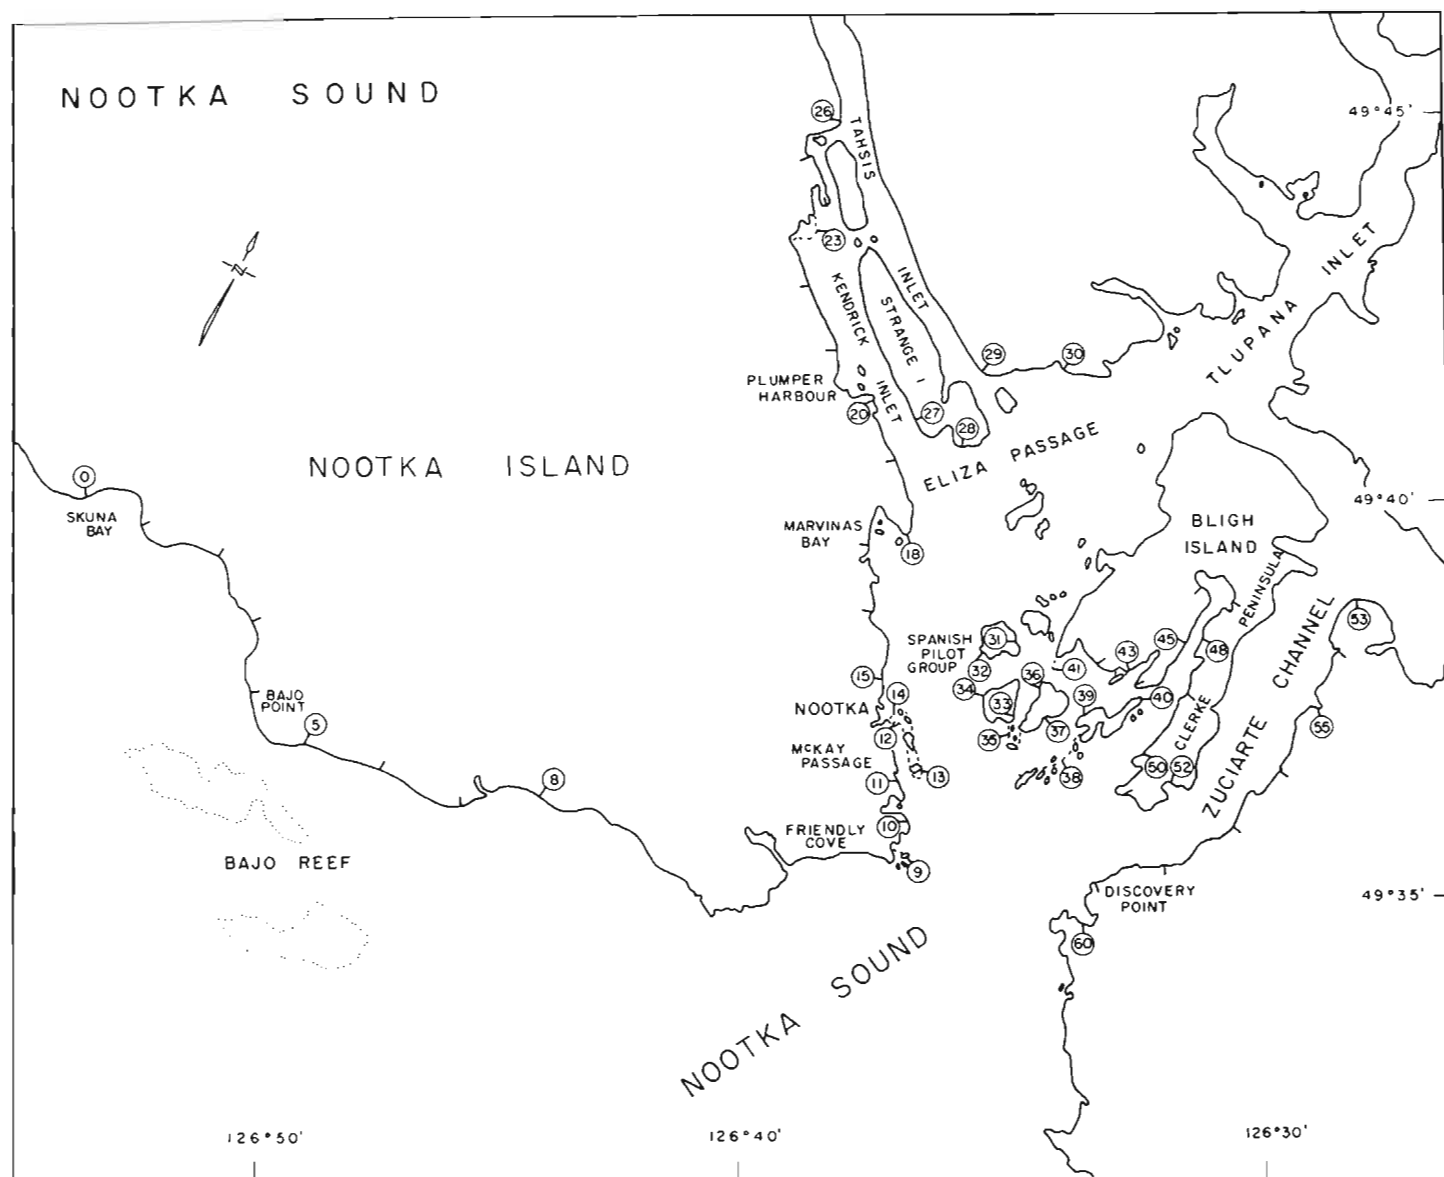 NOOTKA SOUND
49°45'
26
TAHSIS
INLET
23
KENDRICK
INLET
STRANGE I
TLUPANA INLET
29
30
PLUMPER
HARBOUR
20
27
28
ELIZA PASSAGE
NOOTKA ISLAND
0
SKUNA
BAY
49°40'
MARVINAS
BAY
18
BLIGH
ISLAND
PENINSULA
CLERKE
ZUCIARTE CHANNEL
53
SPANISH
PILOT
GROUP
31
32
34
33
35
36
37
38
39
40
41
43
45
48
50
52
55
15
14
NOOTKA
12
McKAY
PASSAGE
13
11
10
FRIENDLY
COVE
9
BAJO
POINT
5
8
BAJO REEF
49°35'
DISCOVERY
POINT
60
NOOTKA SOUND
126°50'
126°40'
126°30'
N